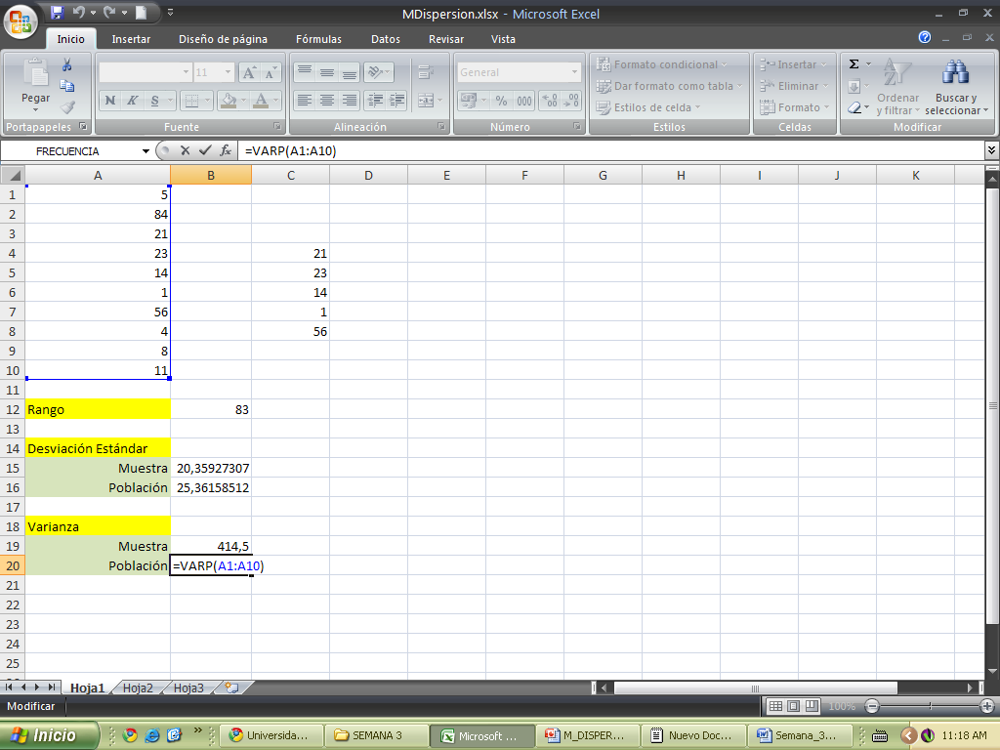 MDispersion.xlsx - Microsoft Excel
Inicio Insertar Diseño de página Fórmulas Datos Revisar Vista
Pegar
Portapapeles
11
N K S
Fuente
Alineación
General
% 000
Número
Formato condicional
Dar formato como tabla
Estilos de celda
Estilos
Insertar
Eliminar
Formato
Celdas
Σ
Ordenar y filtrar
Buscar y seleccionar
Modificar
FRECUENCIA fx =VARP(A1:A10)
A B C D E F G H I J K
1 5
2 84
3 21
4 23 21
5 14 23
6 1 14
7 56 1
8 4 56
9 8
10 11
11
12 Rango 83
13
14 Desviación Estándar
15 Muestra 20,35927307
16 Población 25,36158512
17
18 Varianza
19 Muestra 414,5
20 Población =VARP(A1:A10)
21
22
23
24
25
Hoja1 Hoja2 Hoja3
Modificar 100%
Inicio Universida... SEMANA 3 Microsoft ... M_DISPER... Nuevo Doc... Semana_3... 11:18 AM